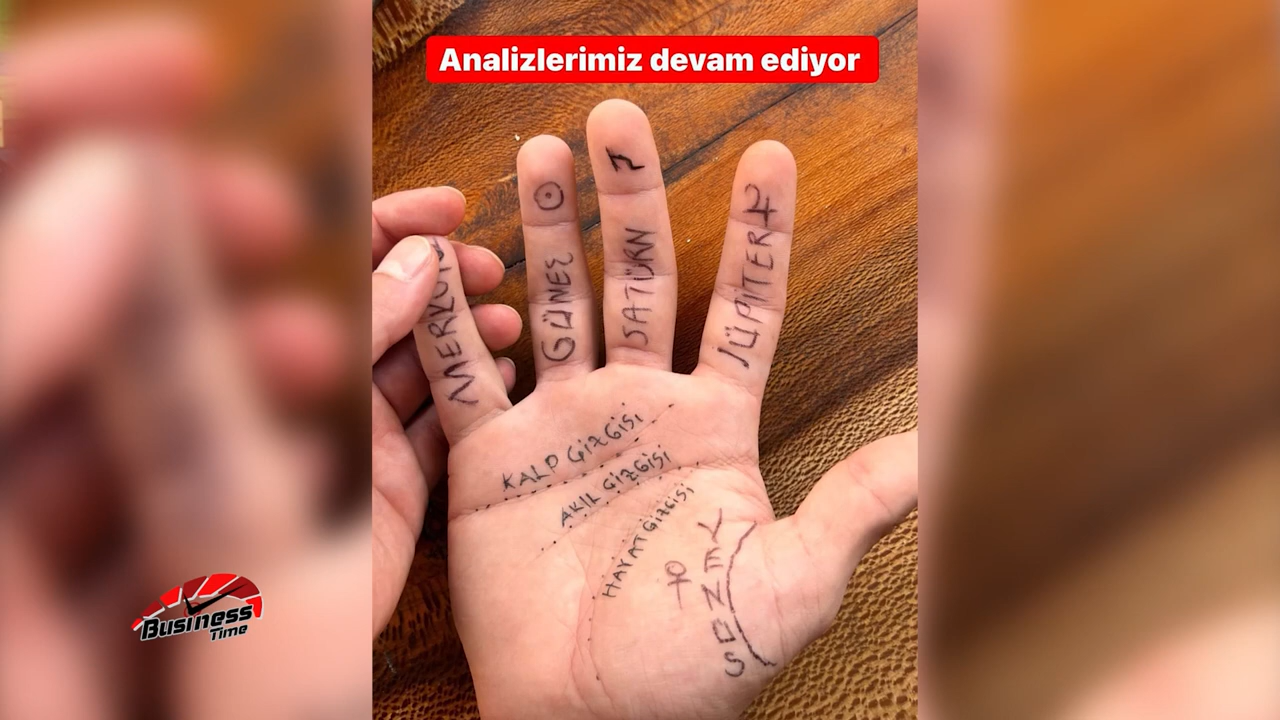 Analizlerimiz devam ediyor
GÜNEŞ
SATÜRN
JÜPİTER
KALP ÇİZGİSİ
AKIL ÇİZGİSİ
HAYAT ÇİZGİSİ
VENÜS
Business
Time